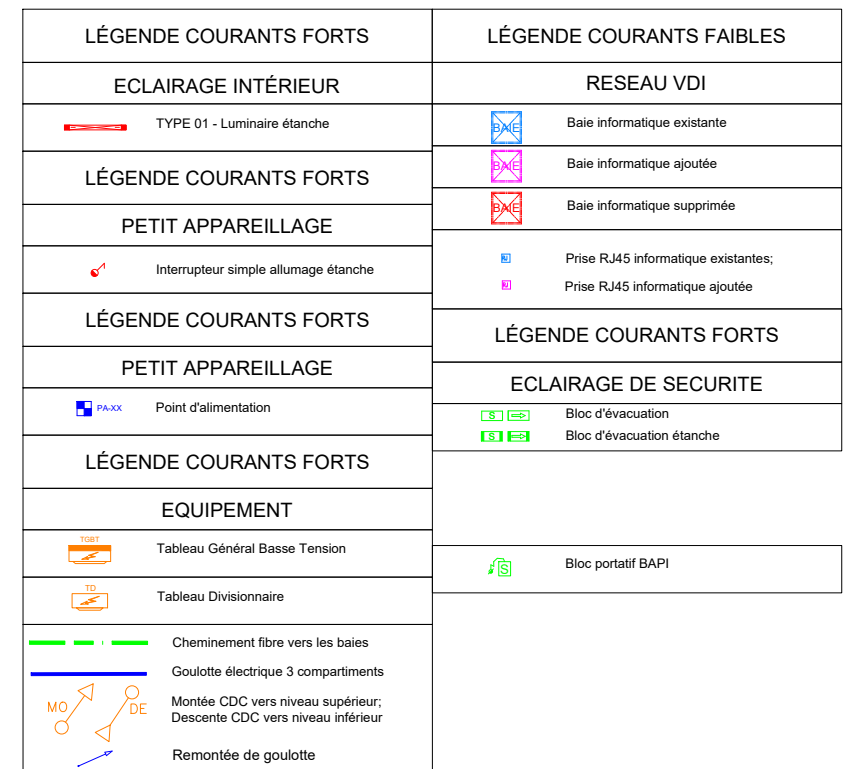 LÉGENDE COURANTS FORTS
ECLAIRAGE INTÉRIEUR
TYPE 01 - Luminaire étanche
LÉGENDE COURANTS FORTS
PETIT APPAREILLAGE
Interrupteur simple allumage étanche
LÉGENDE COURANTS FORTS
PETIT APPAREILLAGE
PA-XX Point d'alimentation
LÉGENDE COURANTS FORTS
EQUIPEMENT
TGBT
Tableau Général Basse Tension
TD
Tableau Divisionnaire
Cheminement fibre vers les baies
Goulotte électrique 3 compartiments
MO DE Montée CDC vers niveau supérieur;
Descente CDC vers niveau inférieur
Remontée de goulotte
LÉGENDE COURANTS FAIBLES
RESEAU VDI
BAIE Baie informatique existante
BAIE Baie informatique ajoutée
BAIE Baie informatique supprimée
RJ Prise RJ45 informatique existantes;
RJ Prise RJ45 informatique ajoutée
LÉGENDE COURANTS FORTS
ECLAIRAGE DE SECURITE
S Bloc d'évacuation
S Bloc d'évacuation étanche
S Bloc portatif BAPI